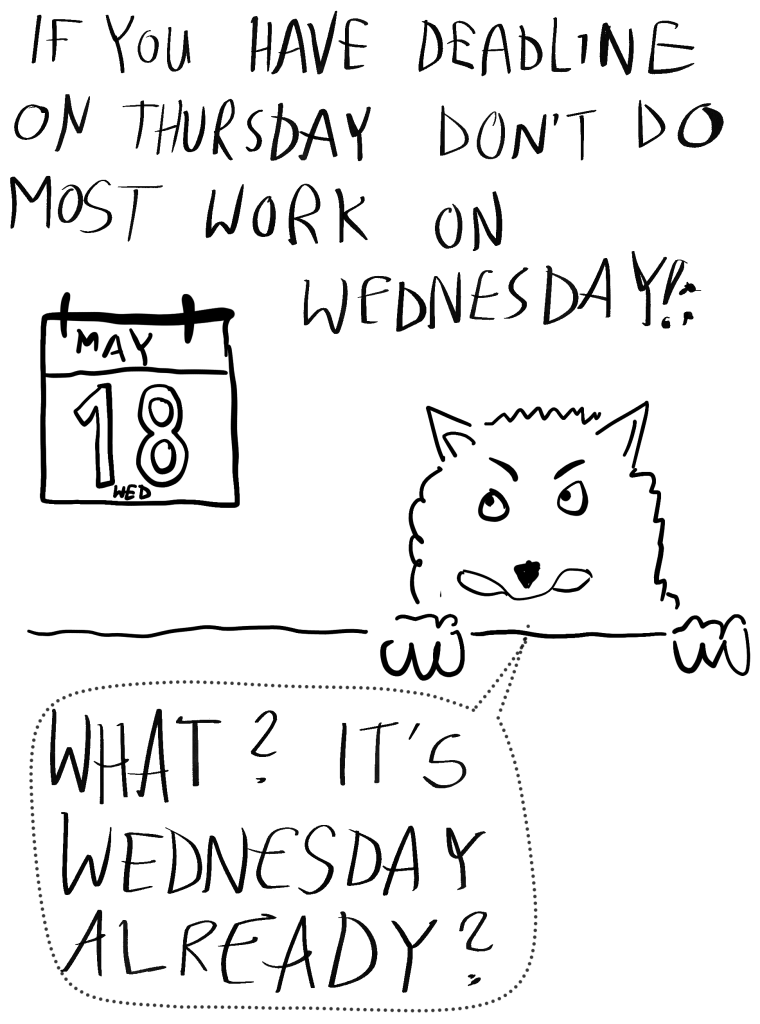 IF YOU HAVE DEADLINE
ON THURSDAY DON'T DO
MOST WORK ON
WEDNESDAY!:
MAY
18
WED
WHAT? IT'S
WEDNESDAY
ALREADY?